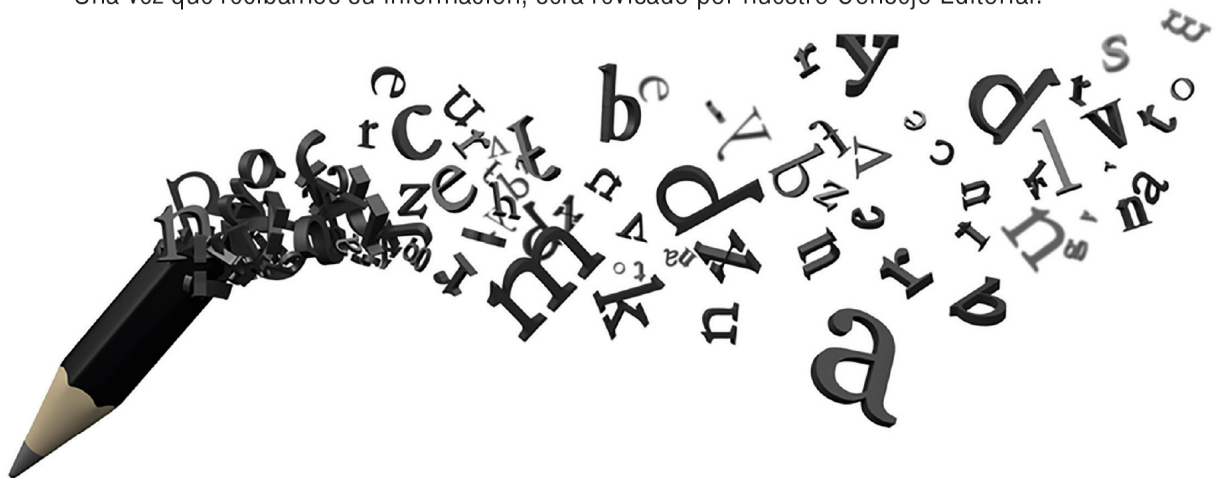 Una vez que recibamos su información, será revisado por nuestro Consejo Editorial.